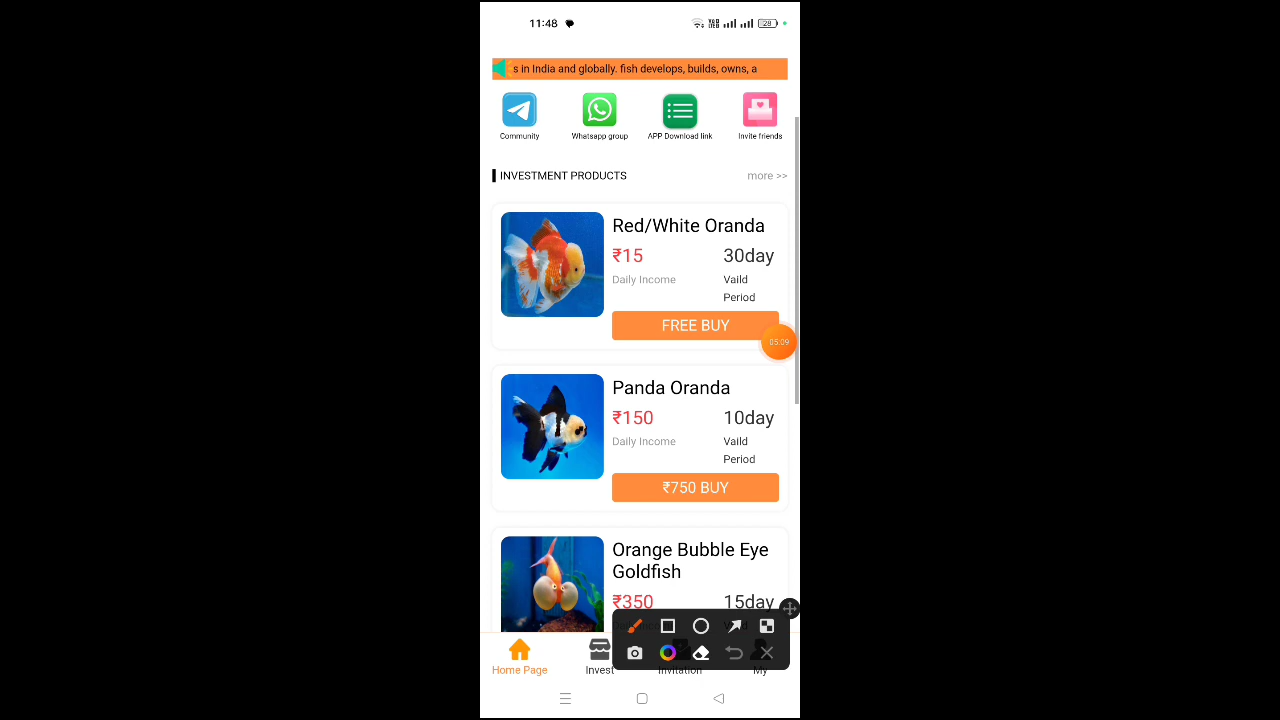 11:48
28
s in India and globally. fish develops, builds, owns, a
Community
Whatsapp group
APP Download link
Invite friends
INVESTMENT PRODUCTS
more >>
Red/White Oranda
₹15
30day
Daily Income
Vaild
Period
FREE BUY
05:09
Panda Oranda
₹150
10day
Daily Income
Vaild
Period
₹750 BUY
Orange Bubble Eye
Goldfish
₹350
15day
Home Page
Invest
Invitation
My